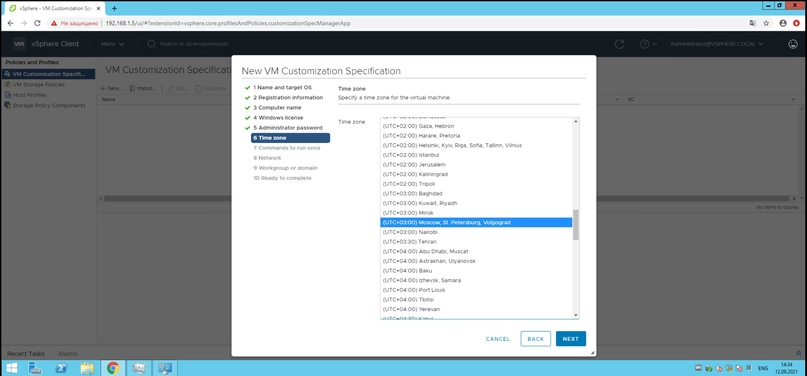 vSphere - VM Customization Spec
Не защищено
192.168.1.5/ui/#?extensionId=vsphere.core.profilesAndPolicies.customizationSpecManagerApp
vm
vSphere Client
Menu
Search in all environments
Administrator@VSPHERE.LOCAL
Policies and Profiles
VM Customization Specifi...
VM Storage Policies
Host Profiles
Storage Policy Components
VM Customization Specificati
New...
Import...
Edit...
Duplicate
Name
VC
No items to display
New VM Customization Specification
1 Name and target OS
2 Registration information
3 Computer name
4 Windows license
5 Administrator password
6 Time zone
7 Commands to run once
8 Network
9 Workgroup or domain
10 Ready to complete
Time zone
Specify a time zone for the virtual machine.
Time zone
(UTC+02:00) Gaza, Hebron
(UTC+02:00) Harare, Pretoria
(UTC+02:00) Helsinki, Kyiv, Riga, Sofia, Tallinn, Vilnius
(UTC+02:00) Istanbul
(UTC+02:00) Jerusalem
(UTC+02:00) Kaliningrad
(UTC+02:00) Tripoli
(UTC+03:00) Baghdad
(UTC+03:00) Kuwait, Riyadh
(UTC+03:00) Minsk
(UTC+03:00) Moscow, St. Petersburg, Volgograd
(UTC+03:00) Nairobi
(UTC+03:30) Tehran
(UTC+04:00) Abu Dhabi, Muscat
(UTC+04:00) Astrakhan, Ulyanovsk
(UTC+04:00) Baku
(UTC+04:00) Izhevsk, Samara
(UTC+04:00) Port Louis
(UTC+04:00) Tbilisi
(UTC+04:00) Yerevan
CANCEL
BACK
NEXT
Recent Tasks
Alarms
ENG
14:34
12.09.2021